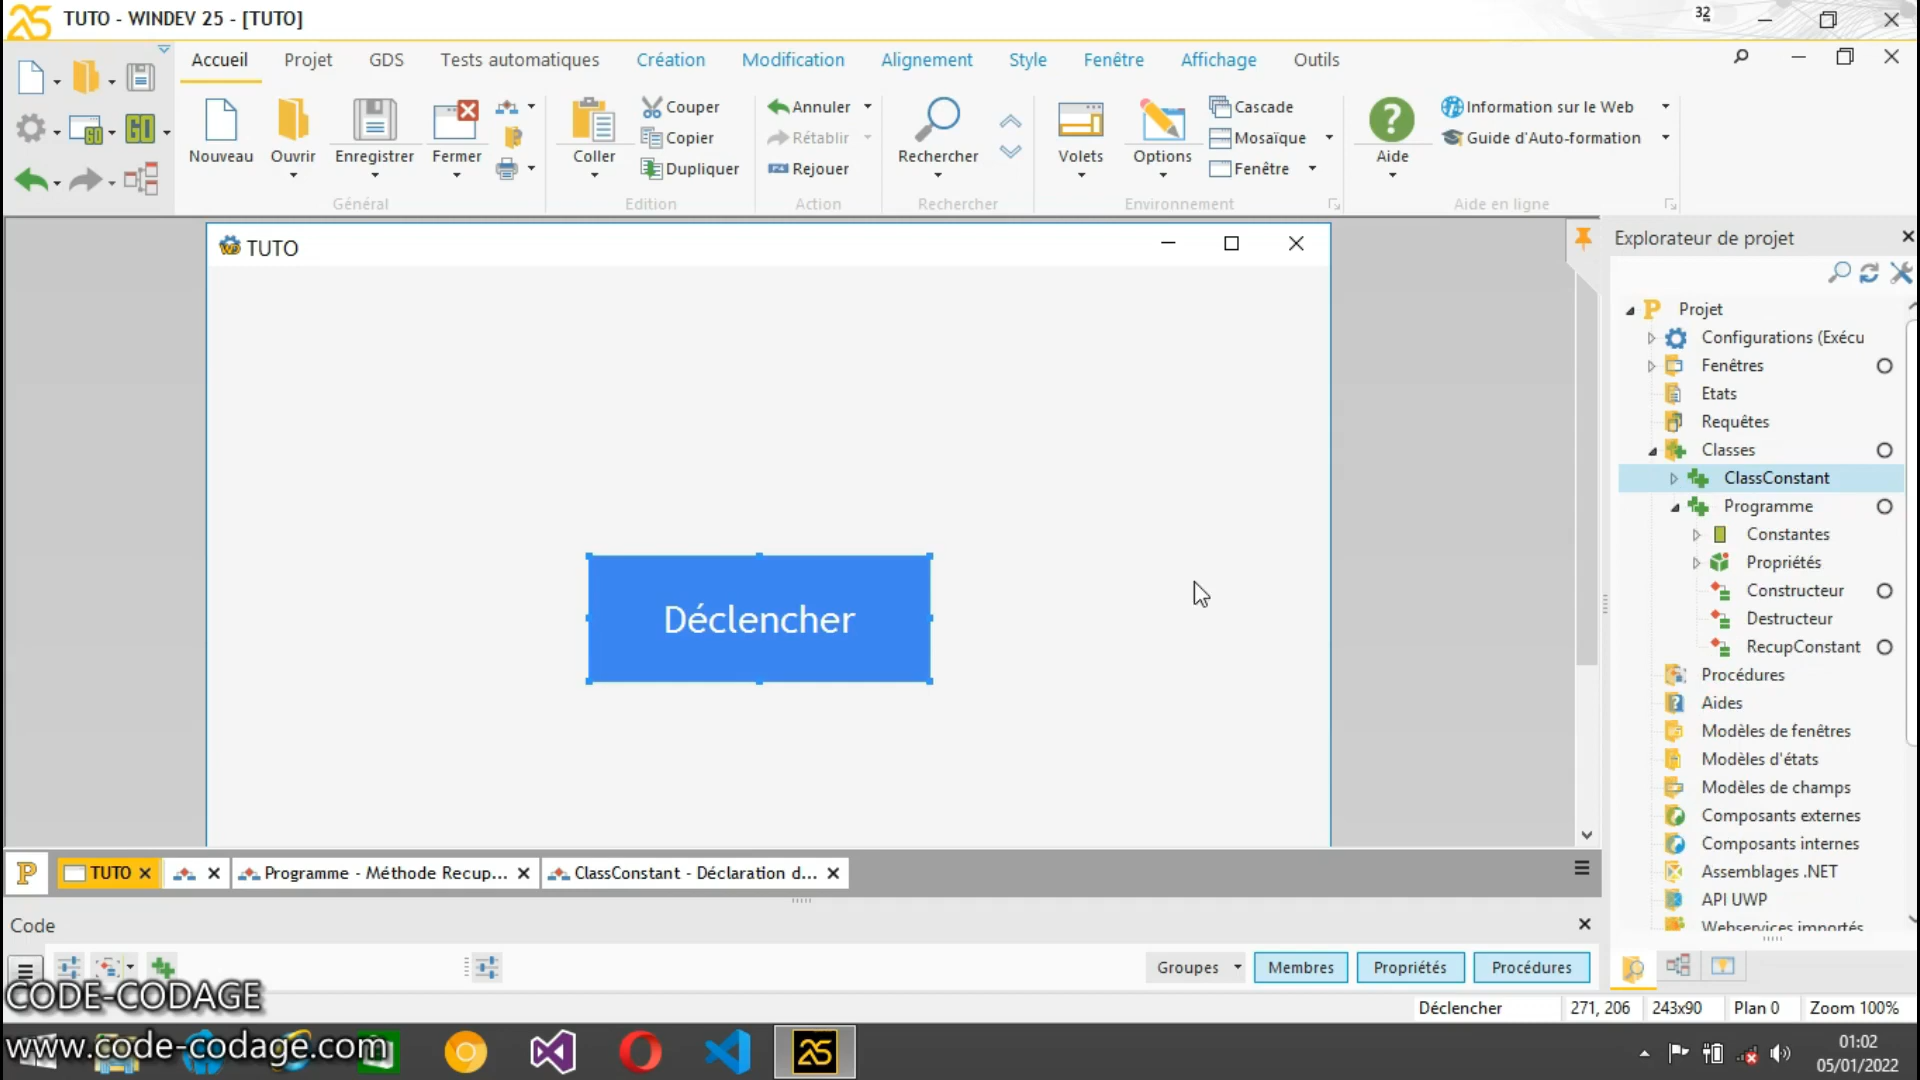 TUTO - WINDEV 25 - [TUTO]
32
Accueil Projet GDS Tests automatiques Création Modification Alignement Style Fenêtre Affichage Outils
Nouveau Ouvrir Enregistrer Fermer
Coller
Couper
Copier
Dupliquer
Annuler
Rétablir
Rejouer
Rechercher
Volets
Options
Cascade
Mosaïque
Fenêtre
Aide
Information sur le Web
Guide d'Auto-formation
Général Edition Action Rechercher Environnement Aide en ligne
TUTO
Déclencher
Explorateur de projet
Projet
Configurations (Exécu
Fenêtres
Etats
Requêtes
Classes
ClassConstant
Programme
Constantes
Propriétés
Constructeur
Destructeur
RecupConstant
Procédures
Aides
Modèles de fenêtres
Modèles d'états
Modèles de champs
Composants externes
Composants internes
Assemblages .NET
API UWP
Webservices importés
TUTO
Programme - Méthode Recup...
ClassConstant - Déclaration d...
Code
Groupes Membres Propriétés Procédures
Déclencher 271, 206 243x90 Plan 0 Zoom 100%
CODE-CODAGE
www.code-codage.com
01:02
05/01/2022